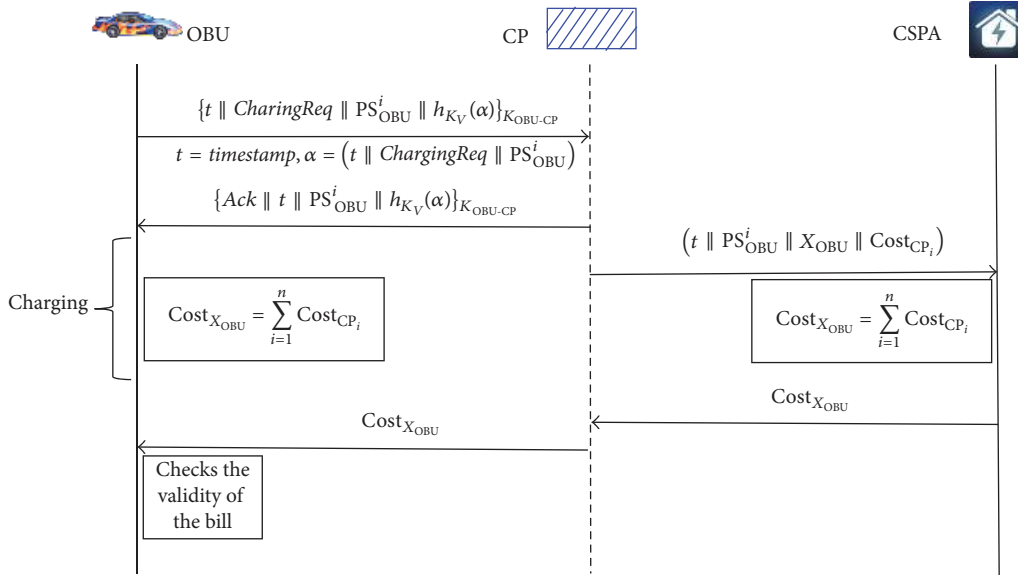 OBU CP CSPA
{t ∥ CharingReq ∥ PS^i_OBU ∥ h_{K_V}(α)}_{K_OBU-CP}
t = timestamp, α = (t ∥ ChargingReq ∥ PS^i_OBU)
{Ack ∥ t ∥ PS^i_OBU ∥ h_{K_V}(α)}_{K_OBU-CP}
(t ∥ PS^i_OBU ∥ X_OBU ∥ Cost_{CP_i})
Charging
Cost_{X_OBU} = ∑_{i=1}^{n} Cost_{CP_i}
Cost_{X_OBU} = ∑_{i=1}^{n} Cost_{CP_i}
Cost_{X_OBU}
Cost_{X_OBU}
Checks the
validity of
the bill